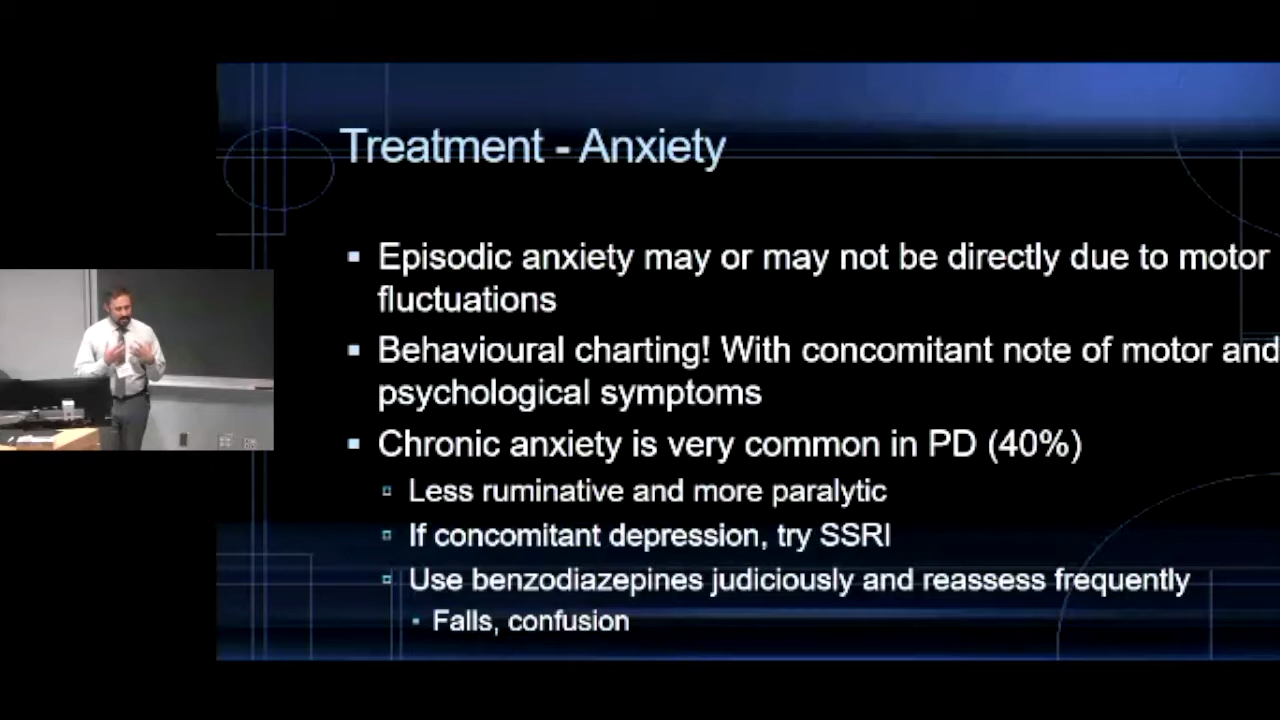 Treatment - Anxiety
Episodic anxiety may or may not be directly due to motor
fluctuations
Behavioural charting! With concomitant note of motor and
psychological symptoms
Chronic anxiety is very common in PD (40%)
Less ruminative and more paralytic
If concomitant depression, try SSRI
Use benzodiazepines judiciously and reassess frequently
Falls, confusion